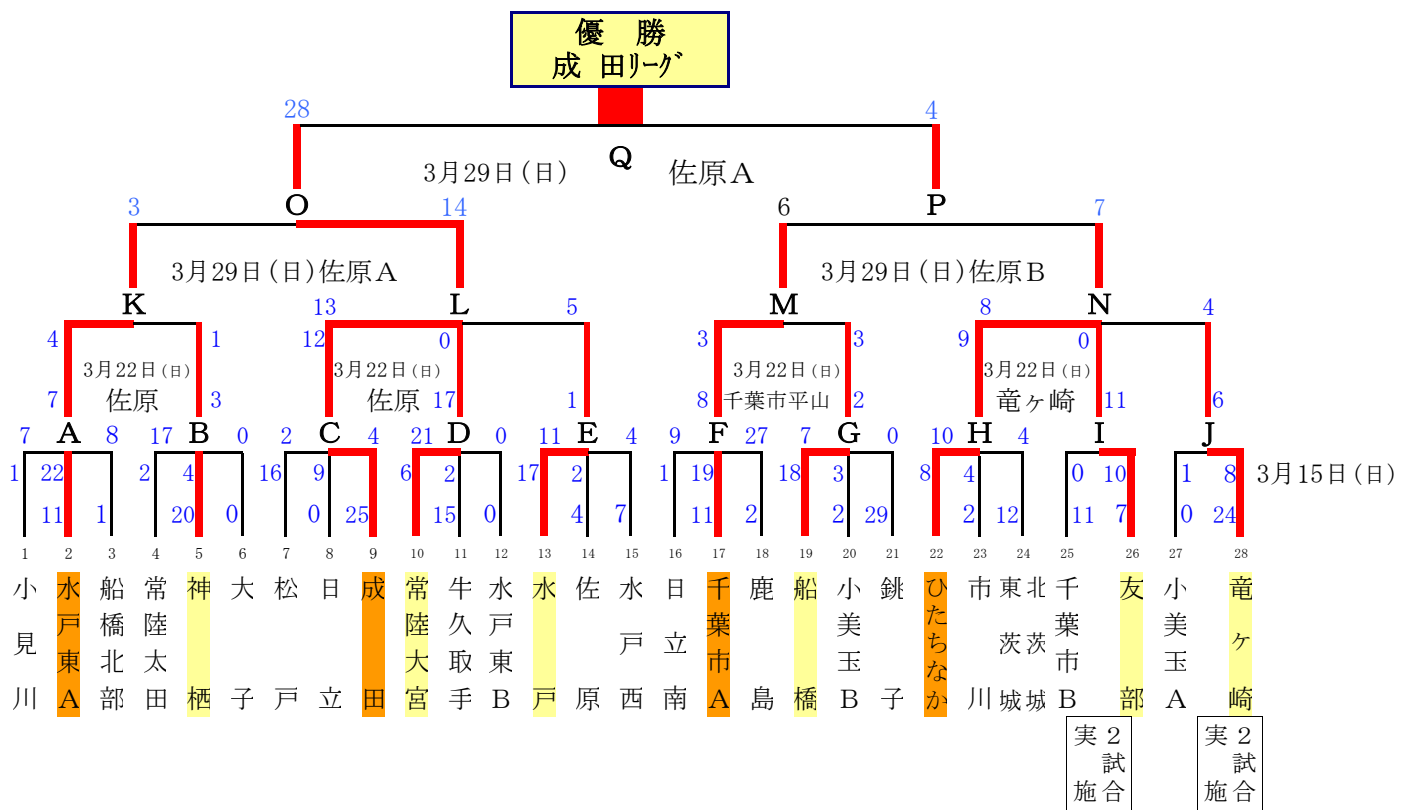 優 勝
成 田ﾘｰｸﾞ
28 4
Q
3月29日(日) 佐原A
O P
3 14 6 7
3月29日(日)佐原A 3月29日(日)佐原B
K L M N
13 5 8 4
4 1 12 0 3 3 9 0
3月22日(日) 3月22日(日) 3月22日(日) 3月22日(日)
佐原 佐原 千葉市平山 竜ヶ崎
7 3 17 1 8 2 11 6
A B C D E F G H I J
7 8 17 0 2 4 21 0 11 4 9 27 7 0 10 4
1 22 2 4 16 9 6 2 17 2 1 19 18 3 8 4 0 10 1 8 3月15日(日)
11 1 20 0 0 25 15 0 4 7 11 2 2 29 2 12 11 7 0 24
1 2 3 4 5 6 7 8 9 10 11 12 13 14 15 16 17 18 19 20 21 22 23 24 25 26 27 28
小見川
水戸東A
船橋北部
常陸太田
神栖
大子
松戸
日立
成田
常陸大宮
牛久取手
水戸東B
水戸
佐原
水戸西
日立南
千葉市A
鹿島
船橋
小美玉B
銚子
ひたちなか
市川
東茨城
北茨城
千葉市B
友部
小美玉A
竜ヶ崎
2試合
実施
2試合
実施